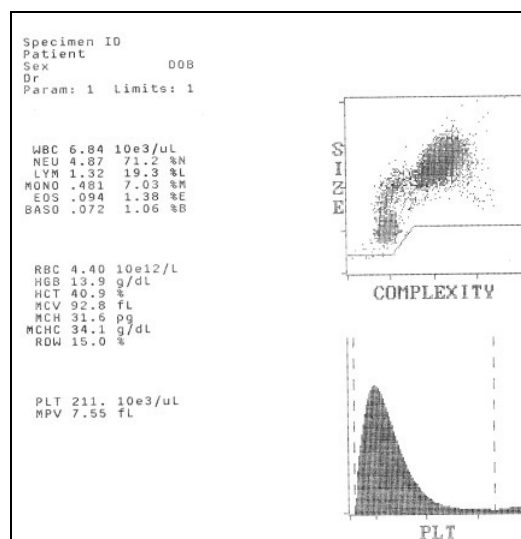 Specimen ID
Patient
Sex DOB
Dr
Param: 1 Limits: 1
WBC 6.84 10e3/uL
NEU 4.87 71.2 %N
LYM 1.32 19.3 %L
MONO .481 7.03 %M
EOS .094 1.38 %E
BASO .072 1.06 %B
SIZE
COMPLEXITY
RBC 4.40 10e12/L
HGB 13.9 g/dL
HCT 40.9 %
MCV 92.8 fL
MCH 31.6 pg
MCHC 34.1 g/dL
RDW 15.0 %
PLT 211. 10e3/uL
MPV 7.55 fL
PLT